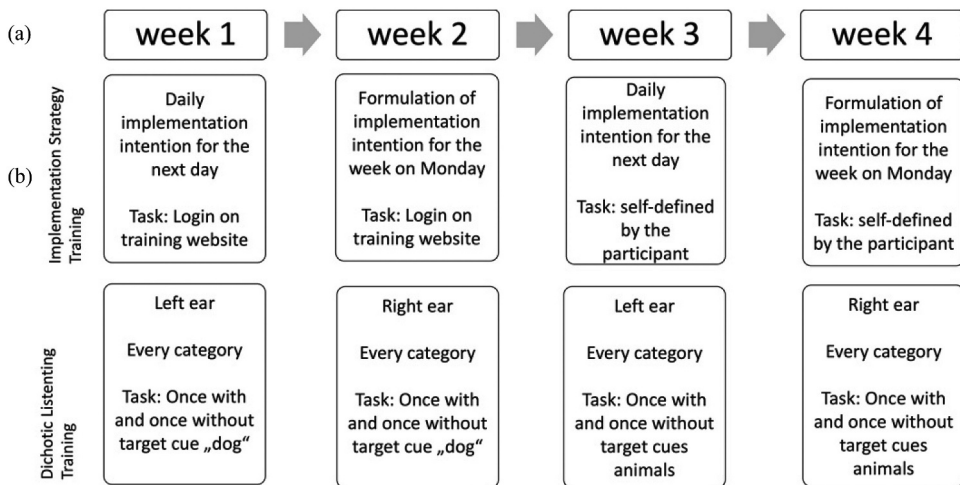 (a)
week 1
week 2
week 3
week 4
(b)
Implementation Strategy
Training
Daily
implementation
intention for the
next day
Task: Login on
training website
Formulation of
implementation
intention for the
week on Monday
Task: Login on
training website
Daily
implementation
intention for the
next day
Task: self-defined
by the
participant
Formulation of
implementation
intention for the
week on Monday
Task: self-defined
by the participant
Dichotic Listenting
Training
Left ear
Every category
Task: Once with
and once without
target cue „dog“
Right ear
Every category
Task: Once with
and once without
target cue „dog“
Left ear
Every category
Task: Once with
and once without
target cues
animals
Right ear
Every category
Task: Once with
and once without
target cues
animals